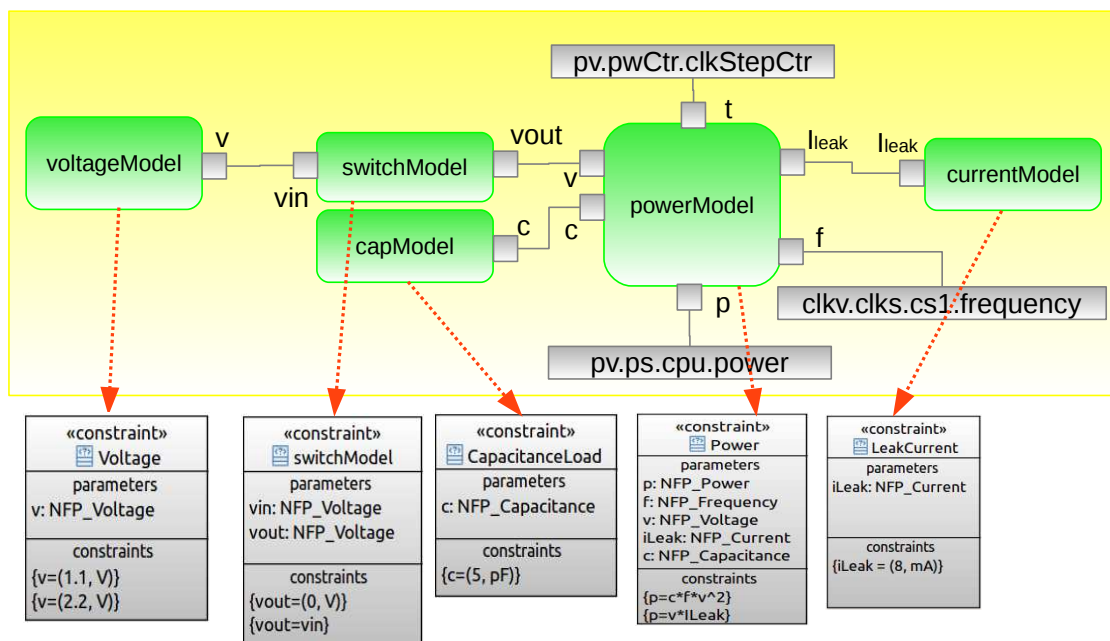 pv.pwCtr.clkStepCtr
t
v
vout
Ileak
Ileak
voltageModel
switchModel
currentModel
vin
v
powerModel
c
c
f
capModel
p
clkv.clks.cs1.frequency
pv.ps.cpu.power
«constraint»
Voltage
parameters
v: NFP_Voltage
constraints
{v=(1.1, V)}
{v=(2.2, V)}
«constraint»
switchModel
parameters
vin: NFP_Voltage
vout: NFP_Voltage
constraints
{vout=(0, V)}
{vout=vin}
«constraint»
CapacitanceLoad
parameters
c: NFP_Capacitance
constraints
{c=(5, pF)}
«constraint»
Power
parameters
p: NFP_Power
f: NFP_Frequency
v: NFP_Voltage
iLeak: NFP_Current
c: NFP_Capacitance
constraints
{p=c*f*v^2}
{p=v*ILeak}
«constraint»
LeakCurrent
parameters
iLeak: NFP_Current
constraints
{iLeak = (8, mA)}